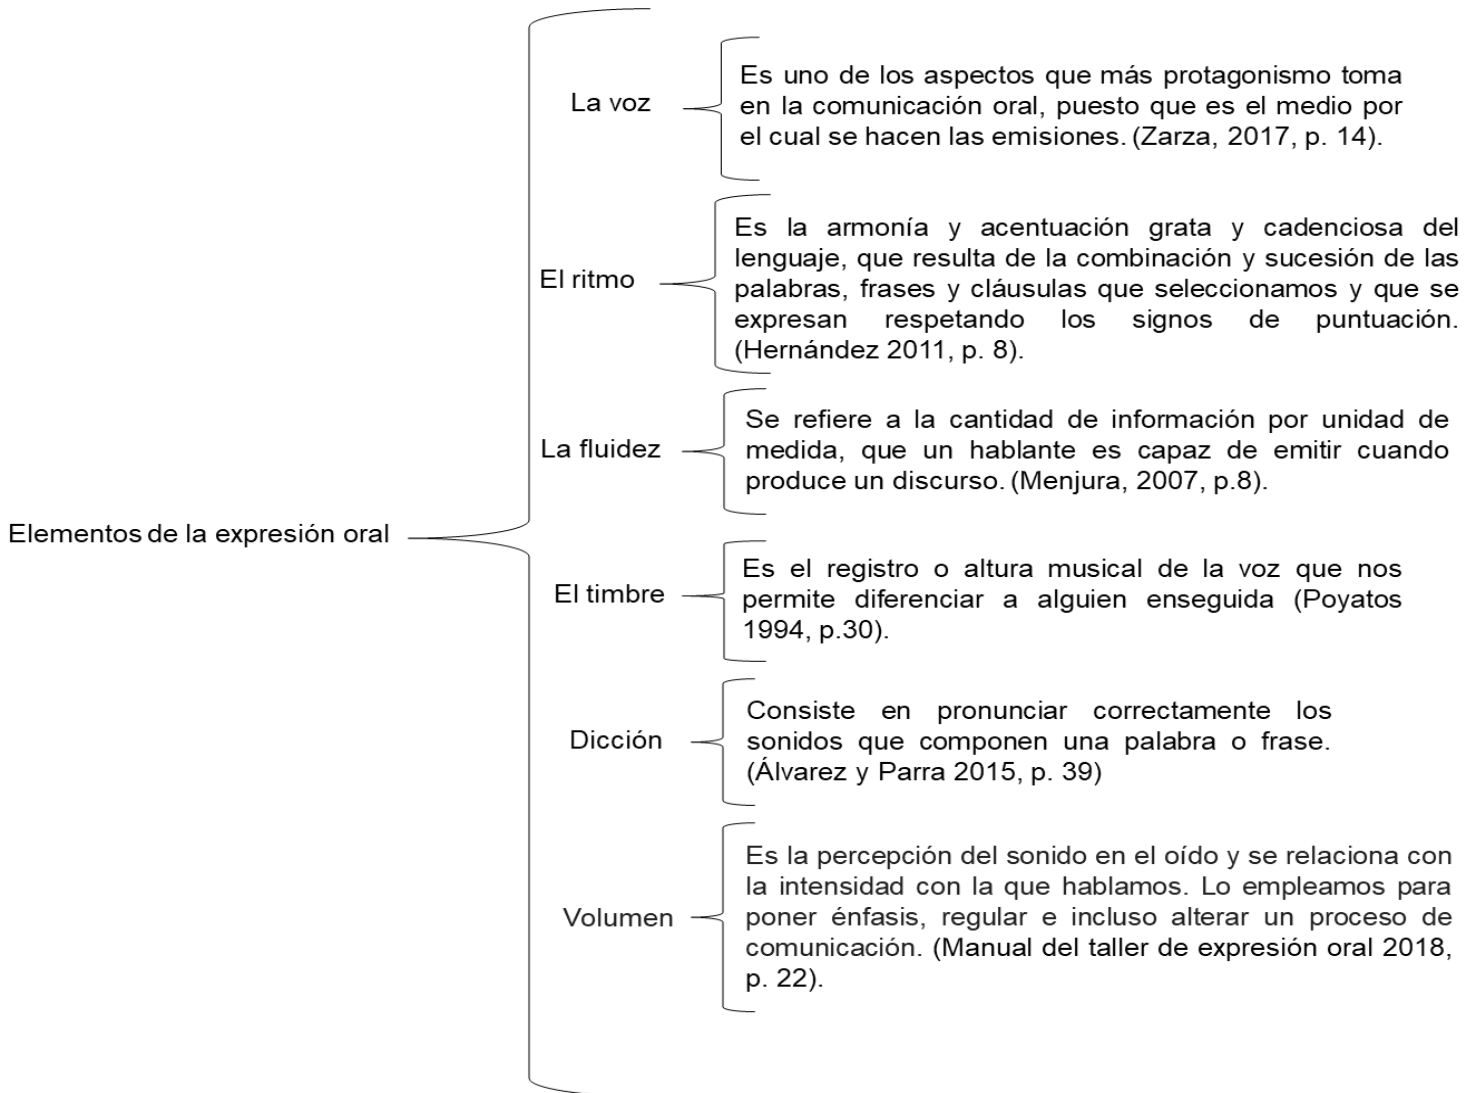 Elementos de la expresión oral
La voz
Es uno de los aspectos que más protagonismo toma
en la comunicación oral, puesto que es el medio por
el cual se hacen las emisiones. (Zarza, 2017, p. 14).
El ritmo
Es la armonía y acentuación grata y cadenciosa del
lenguaje, que resulta de la combinación y sucesión de las
palabras, frases y cláusulas que seleccionamos y que se
expresan respetando los signos de puntuación.
(Hernández 2011, p. 8).
La fluidez
Se refiere a la cantidad de información por unidad de
medida, que un hablante es capaz de emitir cuando
produce un discurso. (Menjura, 2007, p.8).
El timbre
Es el registro o altura musical de la voz que nos
permite diferenciar a alguien enseguida (Poyatos
1994, p.30).
Dicción
Consiste en pronunciar correctamente los
sonidos que componen una palabra o frase.
(Álvarez y Parra 2015, p. 39)
Volumen
Es la percepción del sonido en el oído y se relaciona con
la intensidad con la que hablamos. Lo empleamos para
poner énfasis, regular e incluso alterar un proceso de
comunicación. (Manual del taller de expresión oral 2018,
p. 22).